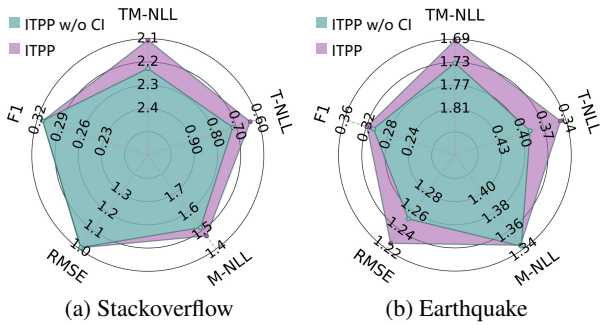 ITPP w/o CI
ITPP
TM-NLL
2.1
2.2
2.3
2.4
T-NLL
0.60
0.70
0.80
0.90
F1
0.32
0.29
0.26
0.23
RMSE
1.0
1.1
1.2
1.3
M-NLL
1.4
1.5
1.6
1.7
(a) Stackoverflow
ITPP w/o CI
ITPP
TM-NLL
1.69
1.73
1.77
1.81
T-NLL
0.34
0.37
0.40
0.43
F1
0.36
0.32
0.28
0.24
RMSE
1.22
1.24
1.26
1.28
M-NLL
1.34
1.36
1.38
1.40
(b) Earthquake